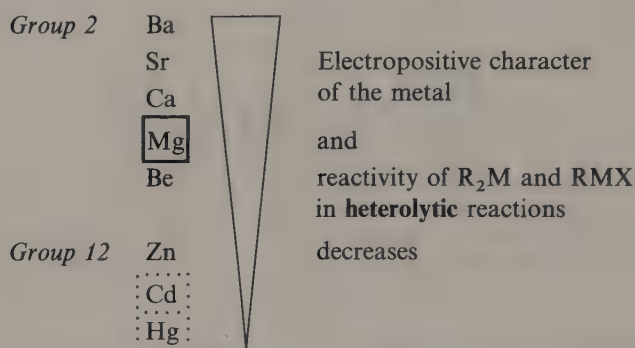 Group 2 Ba
Sr Electropositive character
Ca of the metal
Mg and
Be reactivity of R₂M and RMX
in heterolytic reactions
Group 12 Zn decreases
Cd
Hg